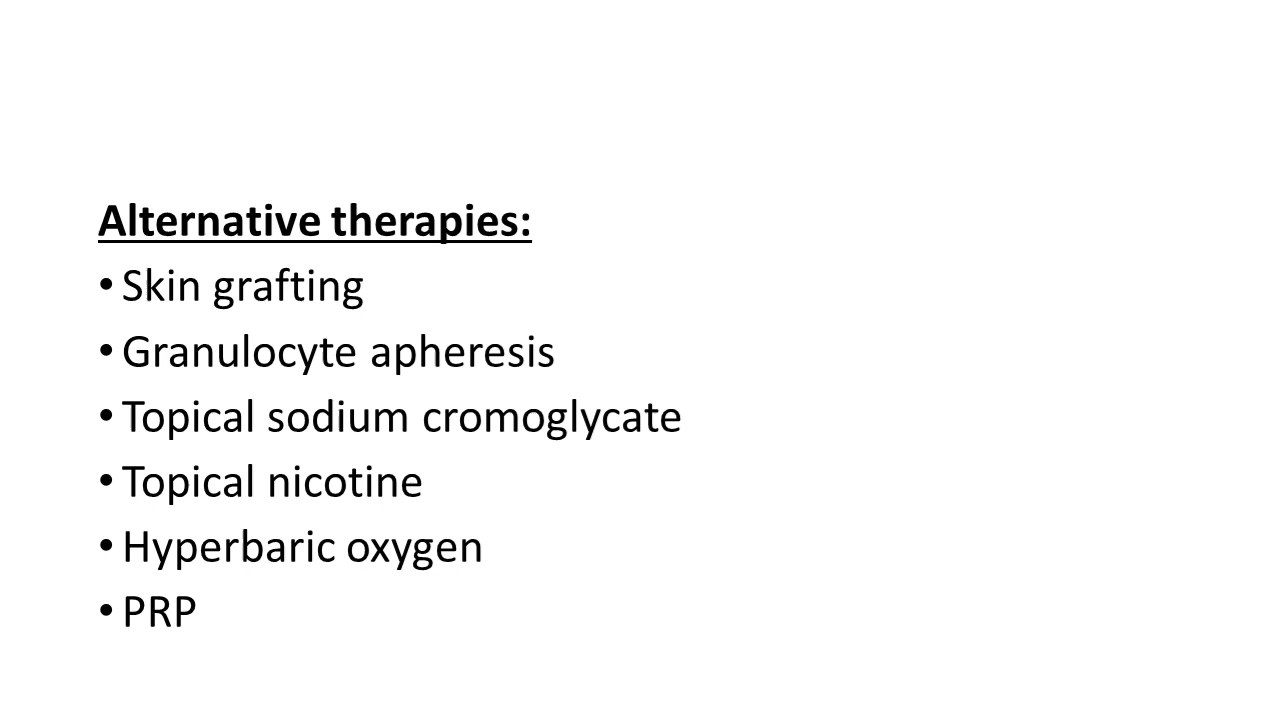 Alternative therapies:
• Skin grafting
• Granulocyte apheresis
• Topical sodium cromoglycate
• Topical nicotine
• Hyperbaric oxygen
• PRP